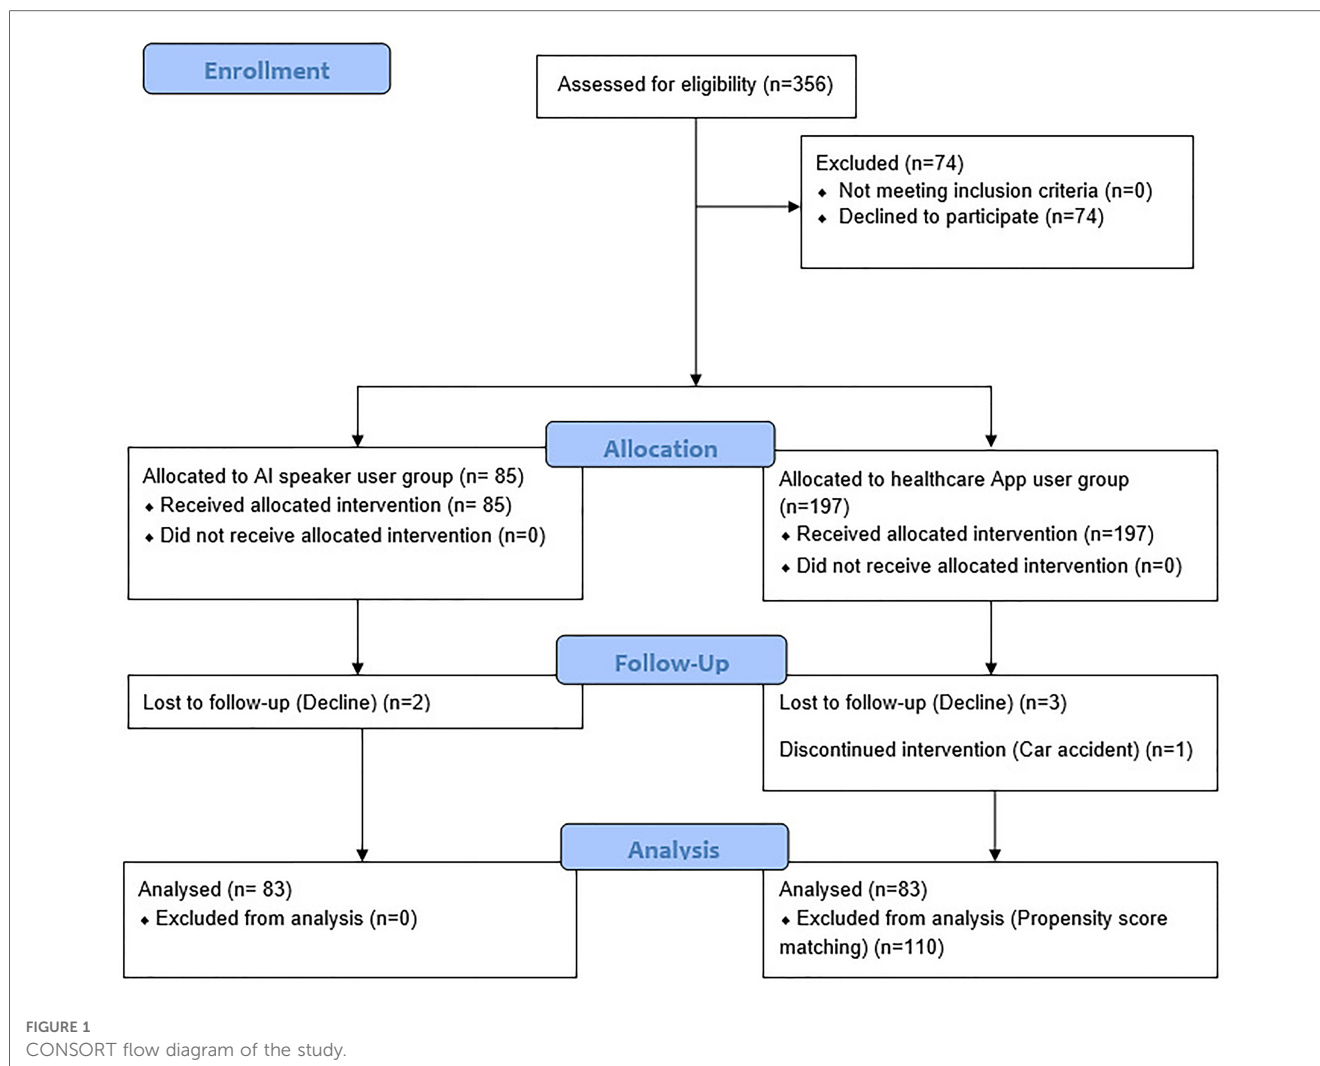 Enrollment
Assessed for eligibility (n=356)
Excluded (n=74)
⬥ Not meeting inclusion criteria (n=0)
⬥ Declined to participate (n=74)
Allocation
Allocated to AI speaker user group (n= 85)
⬥ Received allocated intervention (n= 85)
⬥ Did not receive allocated intervention (n=0)
Allocated to healthcare App user group
(n=197)
⬥ Received allocated intervention (n=197)
⬥ Did not receive allocated intervention (n=0)
Follow-Up
Lost to follow-up (Decline) (n=2)
Lost to follow-up (Decline) (n=3)
Discontinued intervention (Car accident) (n=1)
Analysis
Analysed (n= 83)
⬥ Excluded from analysis (n=0)
Analysed (n=83)
⬥ Excluded from analysis (Propensity score
matching) (n=110)
FIGURE 1
CONSORT flow diagram of the study.